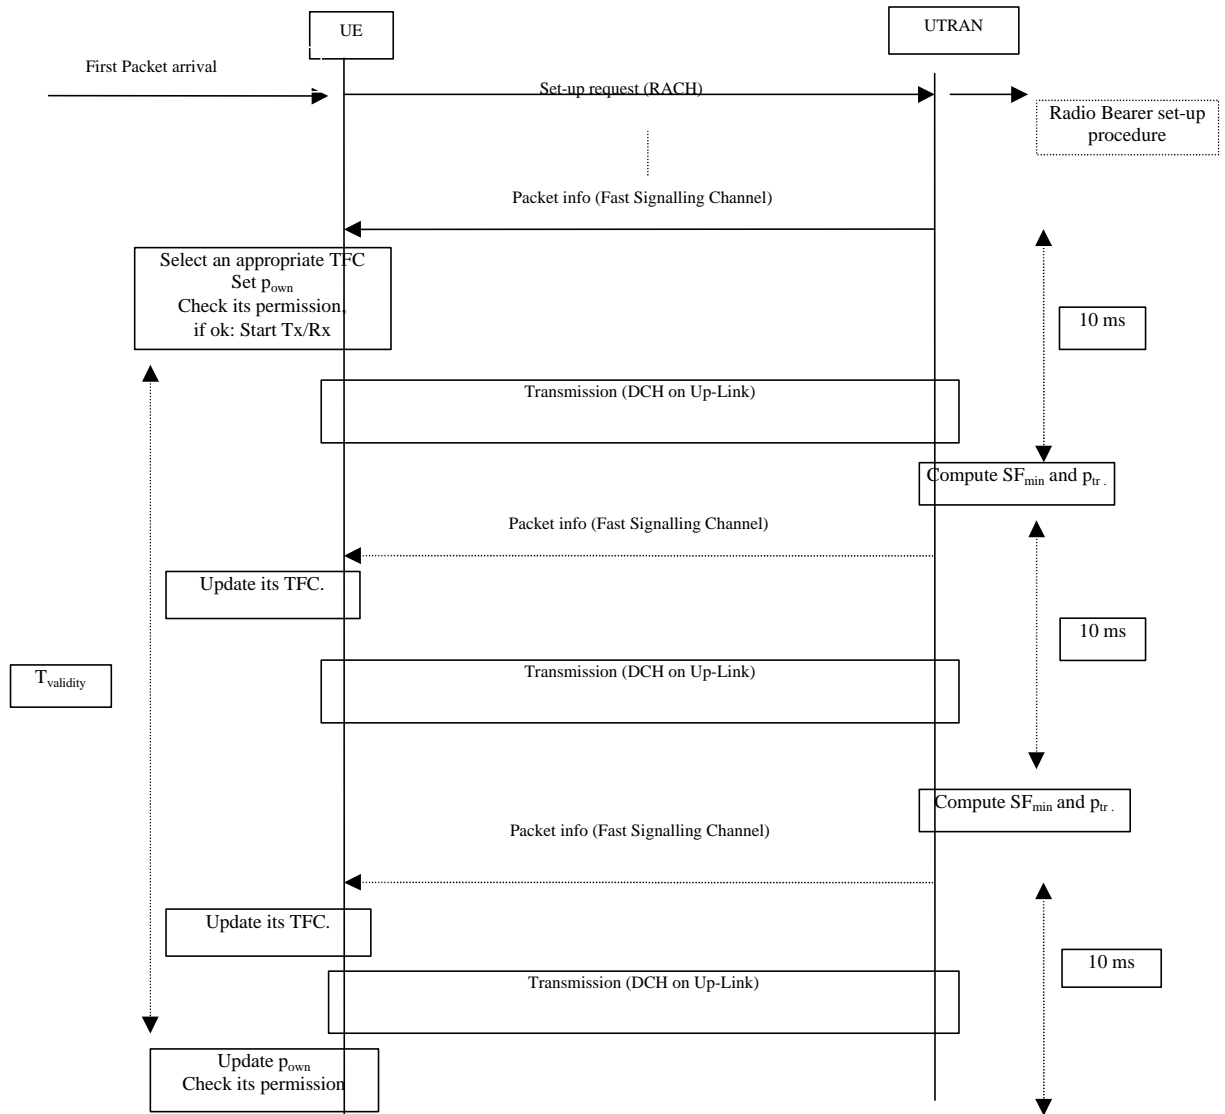 UE
UTRAN
First Packet arrival
Set-up request (RACH)
Radio Bearer set-up
procedure
Packet info (Fast Signalling Channel)
Select an appropriate TFC
Set pown
Check its permission,
if ok: Start Tx/Rx
10 ms
Transmission (DCH on Up-Link)
Compute SFmin and ptr .
Packet info (Fast Signalling Channel)
Update its TFC.
10 ms
Tvalidity
Transmission (DCH on Up-Link)
Compute SFmin and ptr .
Packet info (Fast Signalling Channel)
Update its TFC.
10 ms
Transmission (DCH on Up-Link)
Update pown
Check its permission